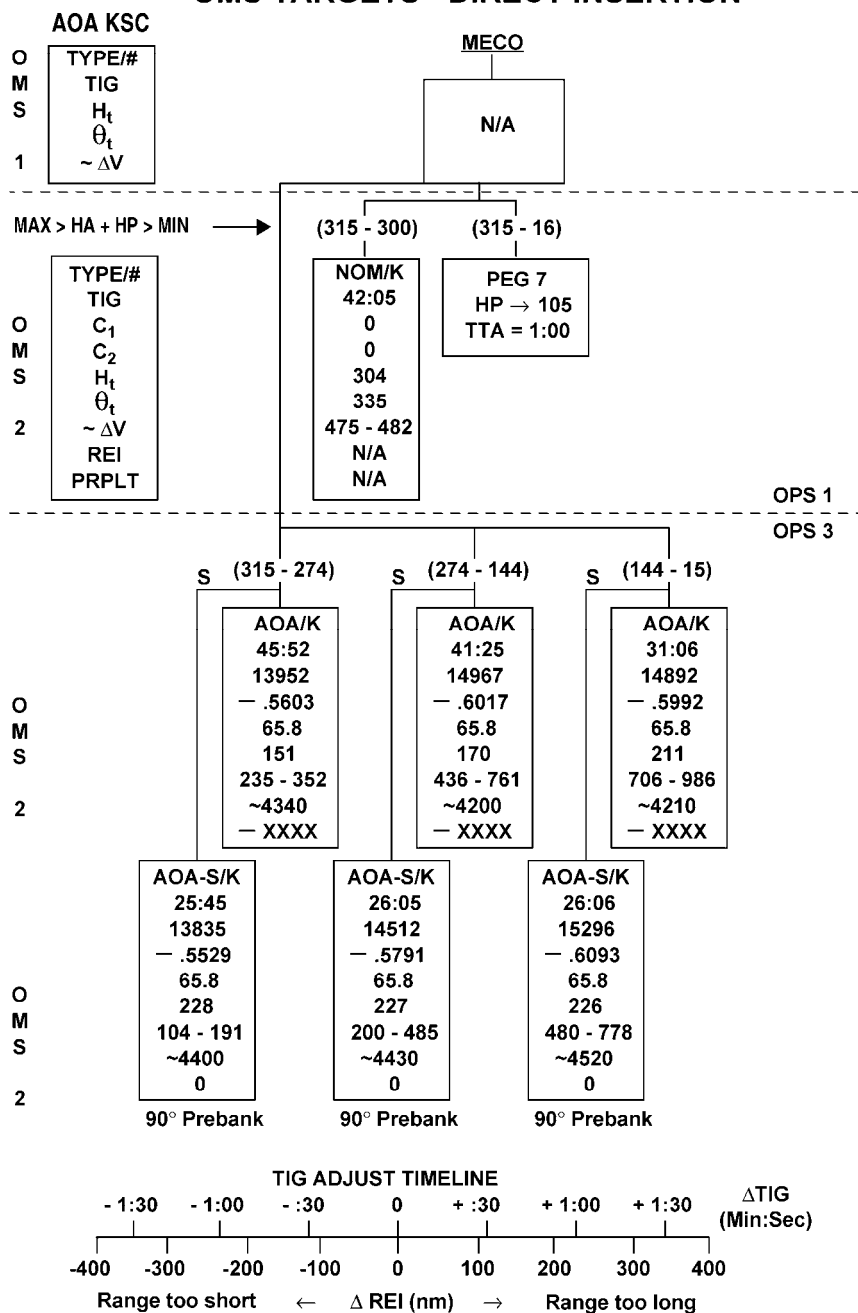 OMS TARGETS - DIRECT INSERTION
AOA KSC
O
M
S
1
TYPE/#
TIG
Ht
θt
~ ΔV
MECO
N/A
MAX > HA + HP > MIN
(315 - 300)
(315 - 16)
O
M
S
2
TYPE/#
TIG
C1
C2
Ht
θt
~ ΔV
REI
PRPLT
NOM/K
42:05
0
0
304
335
475 - 482
N/A
N/A
PEG 7
HP → 105
TTA = 1:00
OPS 1
OPS 3
S
(315 - 274)
S
(274 - 144)
S
(144 - 15)
O
M
S
2
AOA/K
45:52
13952
— .5603
65.8
151
235 - 352
~4340
— XXXX
AOA/K
41:25
14967
— .6017
65.8
170
436 - 761
~4200
— XXXX
AOA/K
31:06
14892
— .5992
65.8
211
706 - 986
~4210
— XXXX
O
M
S
2
AOA-S/K
25:45
13835
— .5529
65.8
228
104 - 191
~4400
0
90° Prebank
AOA-S/K
26:05
14512
— .5791
65.8
227
200 - 485
~4430
0
90° Prebank
AOA-S/K
26:06
15296
— .6093
65.8
226
480 - 778
~4520
0
90° Prebank
TIG ADJUST TIMELINE
- 1:30 - 1:00 - :30 0 + :30 + 1:00 + 1:30
ΔTIG
(Min:Sec)
-400 -300 -200 -100 0 100 200 300 400
Range too short ← Δ REI (nm) → Range too long